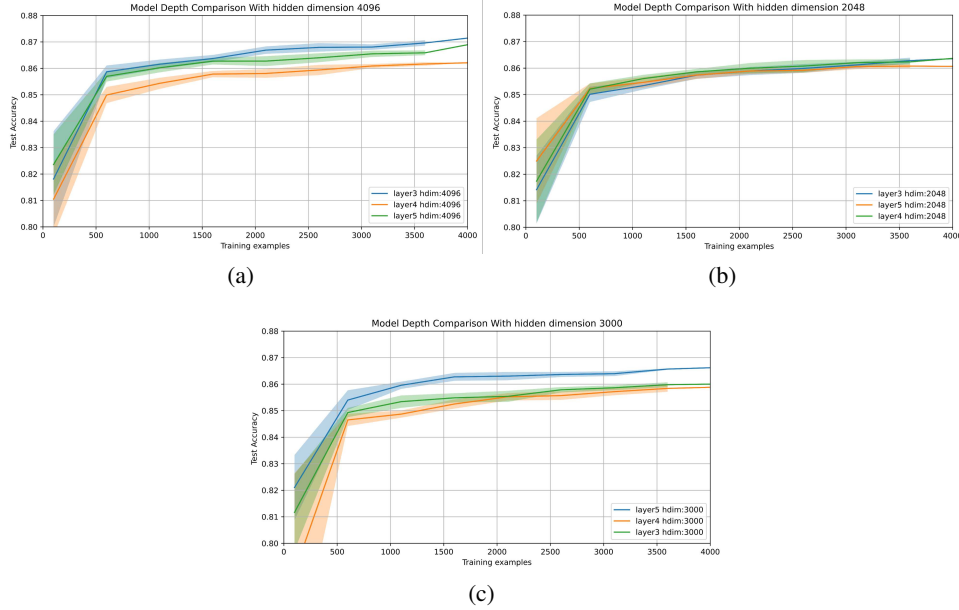 Model Depth Comparison With hidden dimension 4096
0.88
0.87
0.86
0.85
0.84
0.83
0.82
0.81
0.80
Test Accuracy
layer3 hdim:4096
layer4 hdim:4096
layer5 hdim:4096
0 500 1000 1500 2000 2500 3000 3500 4000
Training examples
(a)
Model Depth Comparison With hidden dimension 2048
0.88
0.87
0.86
0.85
0.84
0.83
0.82
0.81
0.80
Test Accuracy
layer3 hdim:2048
layer5 hdim:2048
layer4 hdim:2048
0 500 1000 1500 2000 2500 3000 3500 4000
Training examples
(b)
Model Depth Comparison With hidden dimension 3000
0.88
0.87
0.86
0.85
0.84
0.83
0.82
0.81
0.80
Test Accuracy
layer5 hdim:3000
layer4 hdim:3000
layer3 hdim:3000
0 500 1000 1500 2000 2500 3000 3500 4000
Training examples
(c)